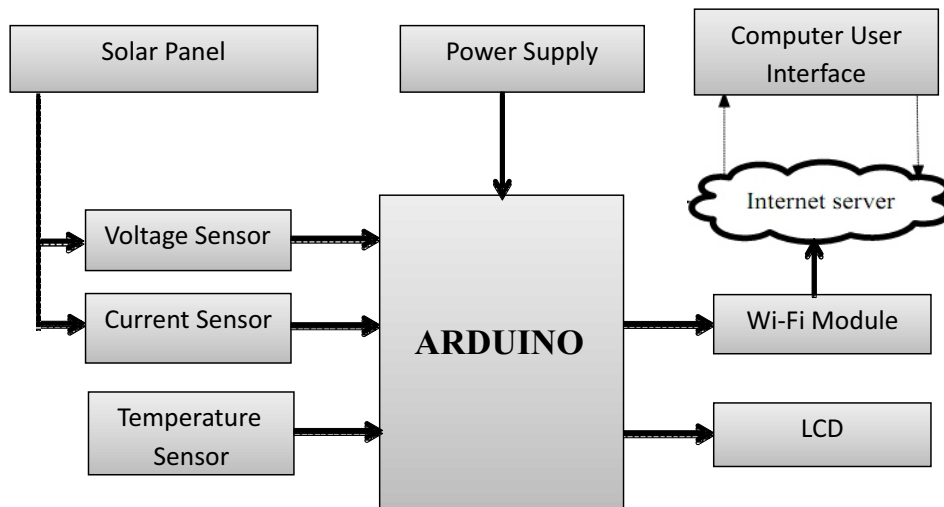 Solar Panel
Power Supply
Computer User
Interface
Internet server
Voltage Sensor
Current Sensor
ARDUINO
Wi-Fi Module
Temperature
Sensor
LCD